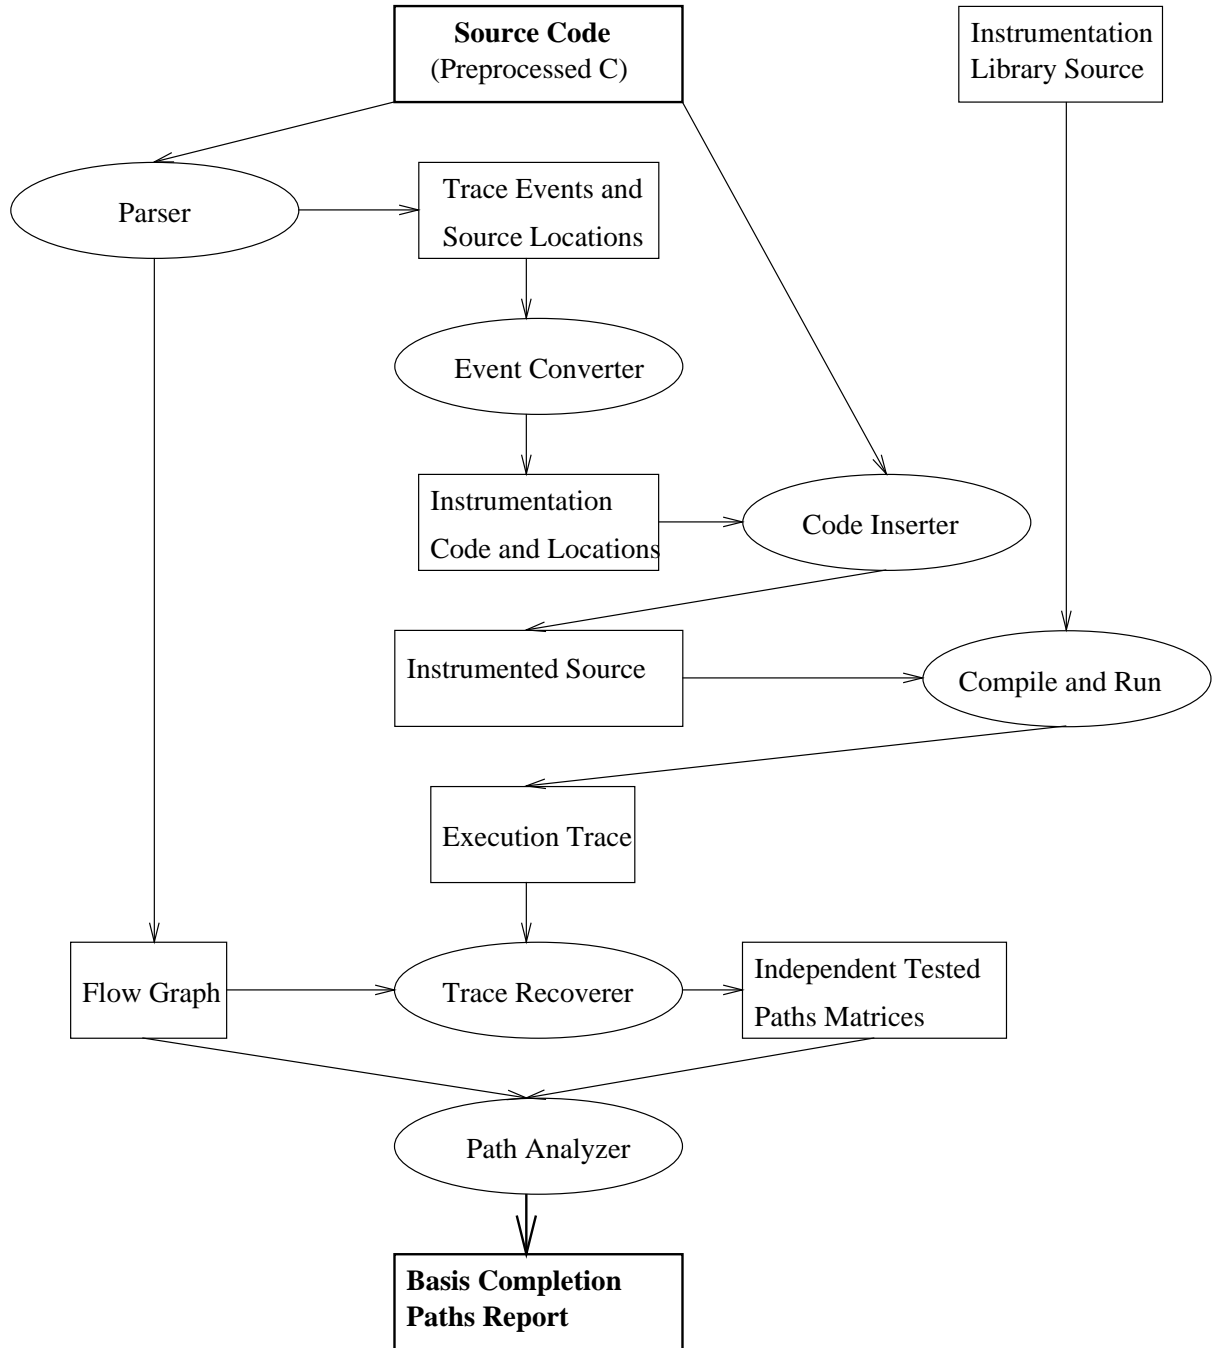 Source Code
(Preprocessed C)
Instrumentation
Library Source
Parser
Trace Events and
Source Locations
Event Converter
Instrumentation
Code and Locations
Code Inserter
Instrumented Source
Compile and Run
Execution Trace
Flow Graph
Trace Recoverer
Independent Tested
Paths Matrices
Path Analyzer
Basis Completion
Paths Report